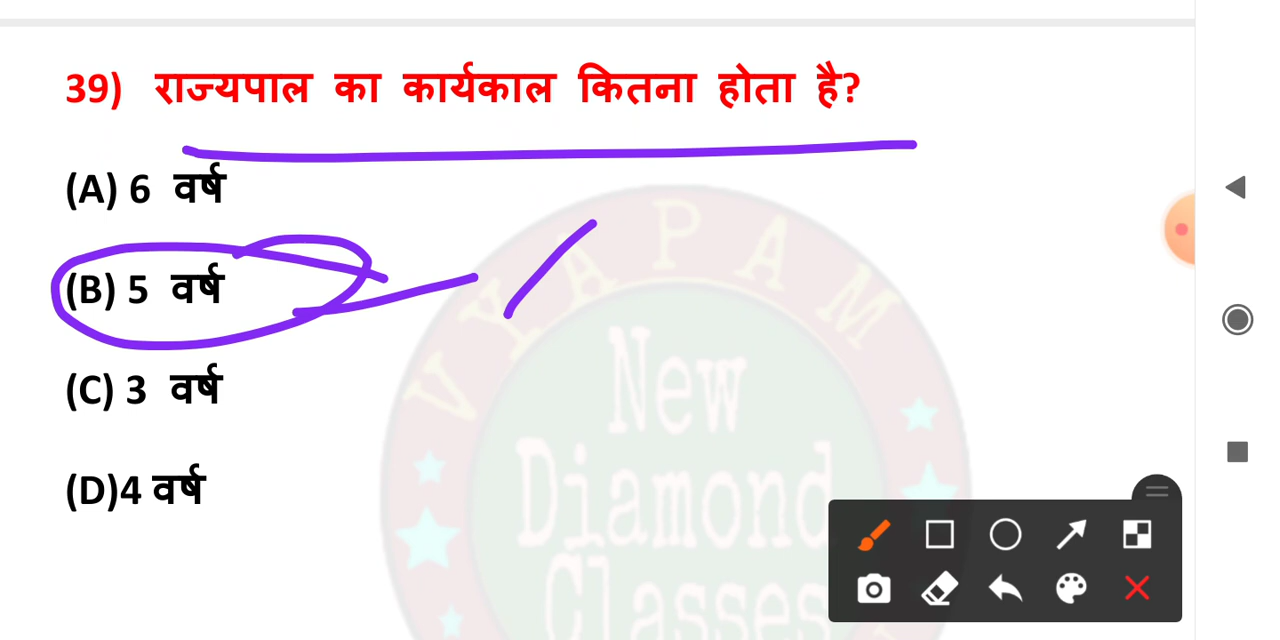 39) राज्यपाल का कार्यकाल कितना होता है?
(A) 6 वर्ष
(B) 5 वर्ष
(C) 3 वर्ष
(D)4 वर्ष
VYAPAM
New
Diamond
Classes